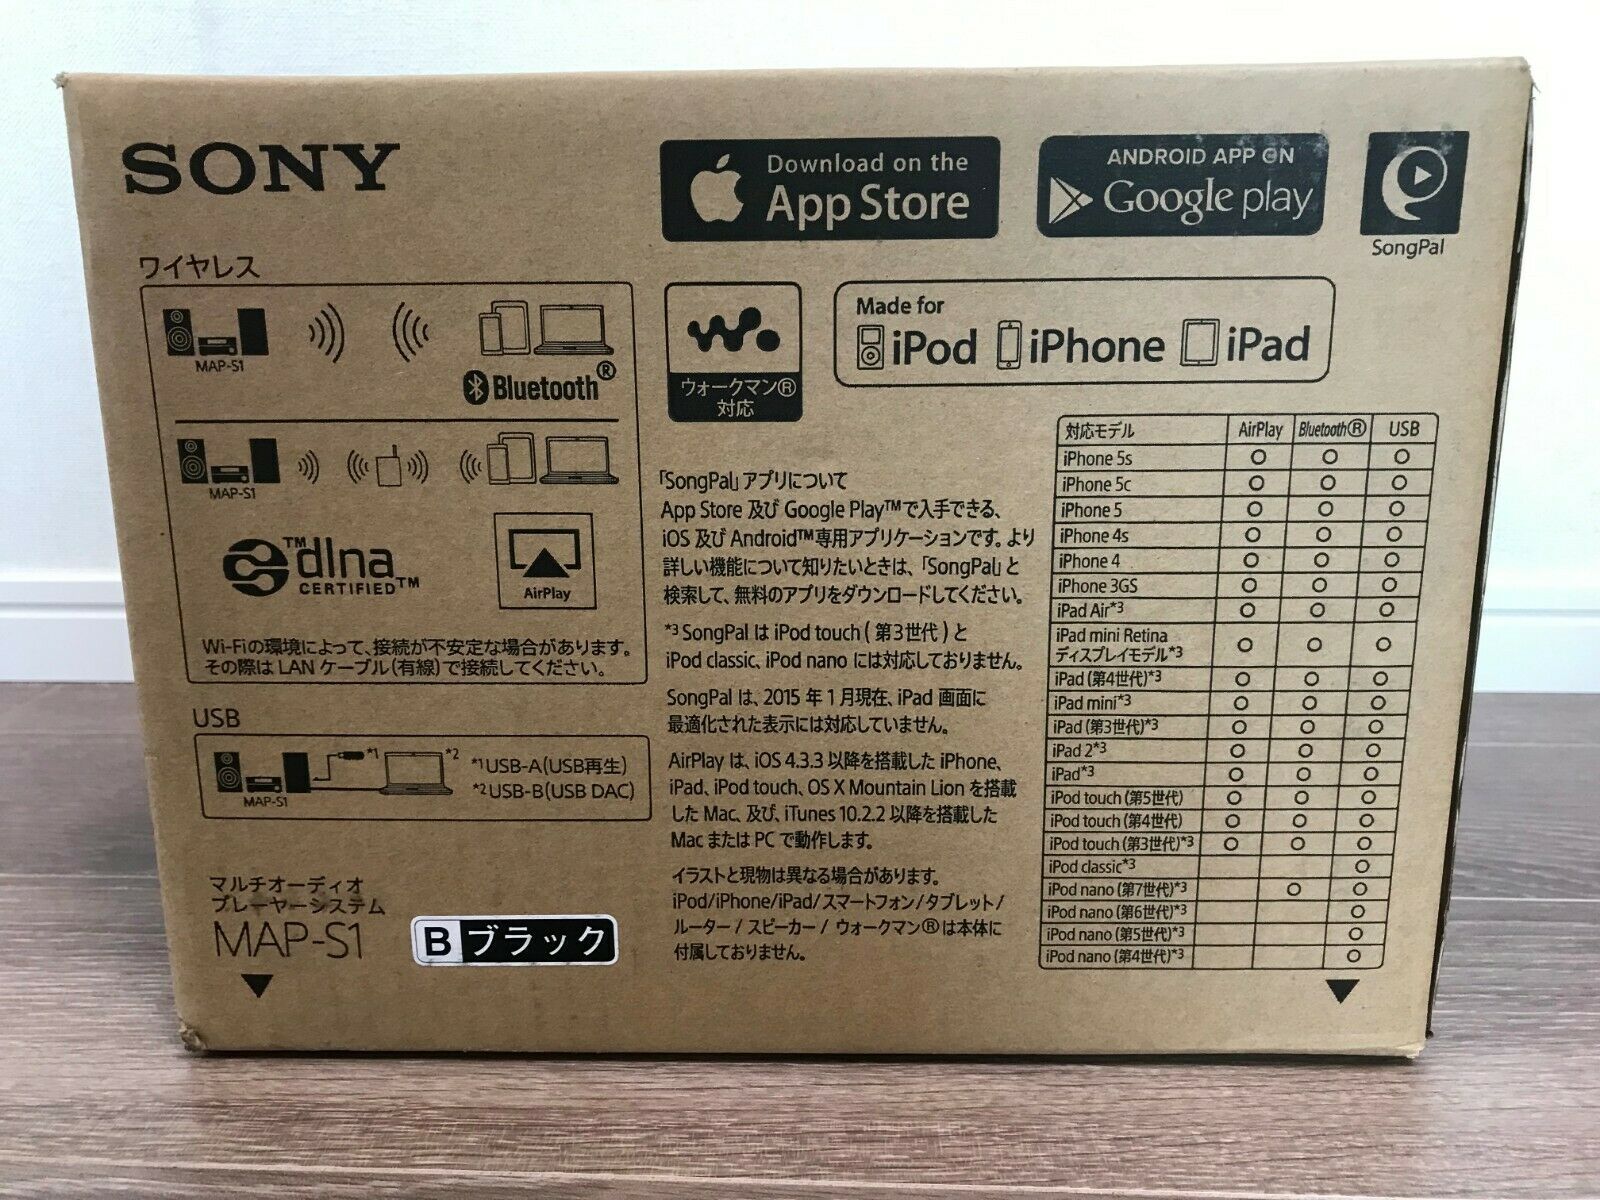 SONY
Download on the
App Store
ANDROID APP ON
Google play
SongPal
ワイヤレス
MAP-S1
Bluetooth®
MAP-S1
TMdlna
CERTIFIED™
AirPlay
Wi-Fiの環境によって、接続が不安定な場合があります。
その際は LAN ケーブル(有線)で接続してください。
USB
MAP-S1
*1
*2
*1USB-A(USB再生)
*2USB-B(USB DAC)
マルチオーディオ
プレーヤーシステム
MAP-S1
B ブラック
ウォークマン®
対応
Made for
iPod iPhone iPad
「SongPal」アプリについて
App Store 及び Google Play™で入手できる、
iOS 及び Android™専用アプリケーションです。より
詳しい機能について知りたいときは、「SongPal」と
検索して、無料のアプリをダウンロードしてください。
*3 SongPal は iPod touch ( 第3世代 ) と
iPod classic, iPod nano には対応しておりません。
SongPal は、2015 年 1月現在、iPad 画面に
最適化された表示には対応していません。
AirPlay は、iOS 4.3.3 以降を搭載した iPhone、
iPad、iPod touch、OS X Mountain Lion を搭載
した Mac、及び、iTunes 10.2.2 以降を搭載した
Mac または PC で動作します。
イラストと現物は異なる場合があります。
iPod/iPhone/iPad/スマートフォン/タブレット/
ルーター / スピーカー / ウォークマン®は本体に
付属しておりません。
対応モデル AirPlay Bluetooth® USB
iPhone 5s ○ ○ ○
iPhone 5c ○ ○ ○
iPhone 5 ○ ○ ○
iPhone 4s ○ ○ ○
iPhone 4 ○ ○ ○
iPhone 3GS ○ ○ ○
iPad Air*3 ○ ○ ○
iPad mini Retina
ディスプレイモデル*3 ○ ○ ○
iPad (第4世代)*3 ○ ○ ○
iPad mini*3 ○ ○ ○
iPad (第3世代)*3 ○ ○ ○
iPad 2*3 ○ ○ ○
iPad*3 ○ ○ ○
iPod touch (第5世代) ○ ○ ○
iPod touch (第4世代) ○ ○ ○
iPod touch (第3世代)*3 ○ ○ ○
iPod classic*3 ○
iPod nano (第7世代)*3 ○ ○
iPod nano (第6世代)*3 ○
iPod nano (第5世代)*3 ○
iPod nano (第4世代)*3 ○